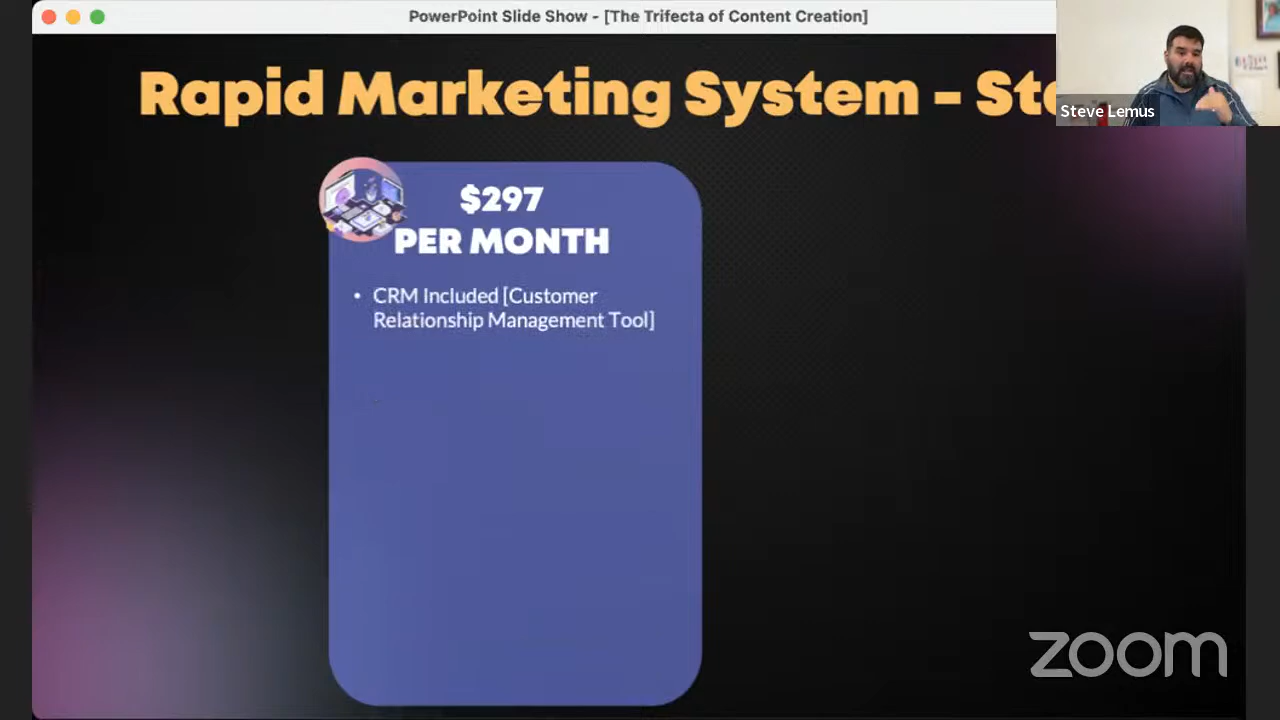 PowerPoint Slide Show - [The Trifecta of Content Creation]
Rapid Marketing System -
Steve Lemus
$297
PER MONTH
• CRM Included [Customer
Relationship Management Tool]
zoom